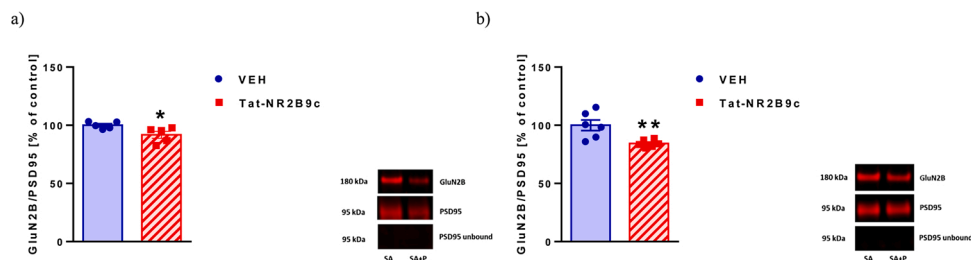 a)
GluN2B/PSD95 [% of control]
150
100
50
0
*
VEH
Tat-NR2B9c
180 kDa
GluN2B
95 kDa
PSD95
95 kDa
PSD95 unbound
SA
SA+P
b)
GluN2B/PSD95 [% of control]
150
100
50
0
**
VEH
Tat-NR2B9c
180 kDa
GluN2B
95 kDa
PSD95
95 kDa
PSD95 unbound
SA
SA+P